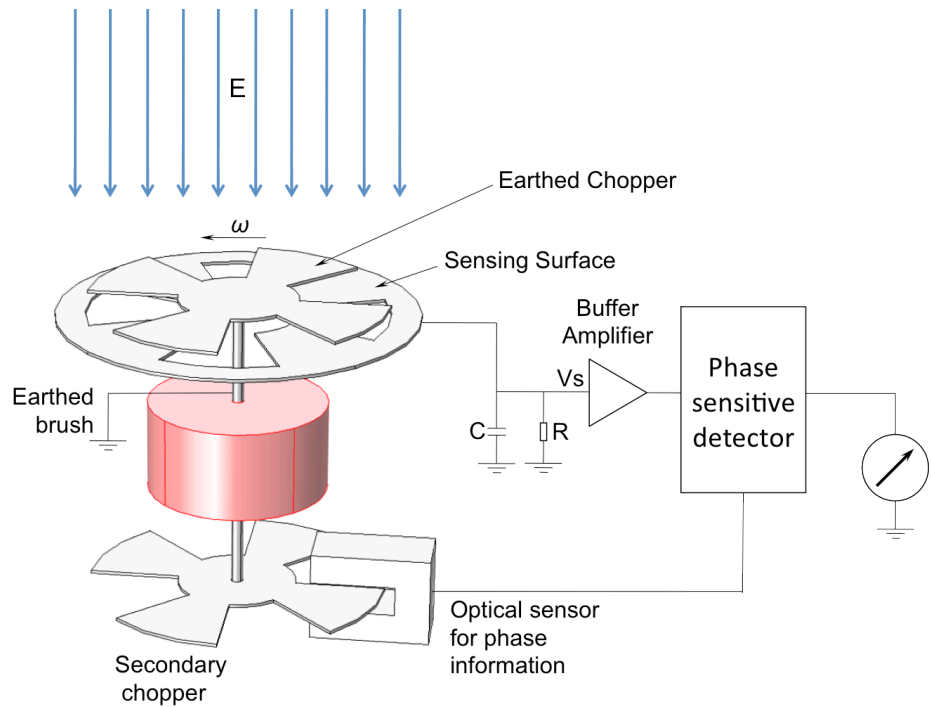 E
ω
Earthed Chopper
Sensing Surface
Buffer
Amplifier
Vs
Phase
sensitive
detector
Earthed
brush
C
R
Optical sensor
for phase
information
Secondary
chopper